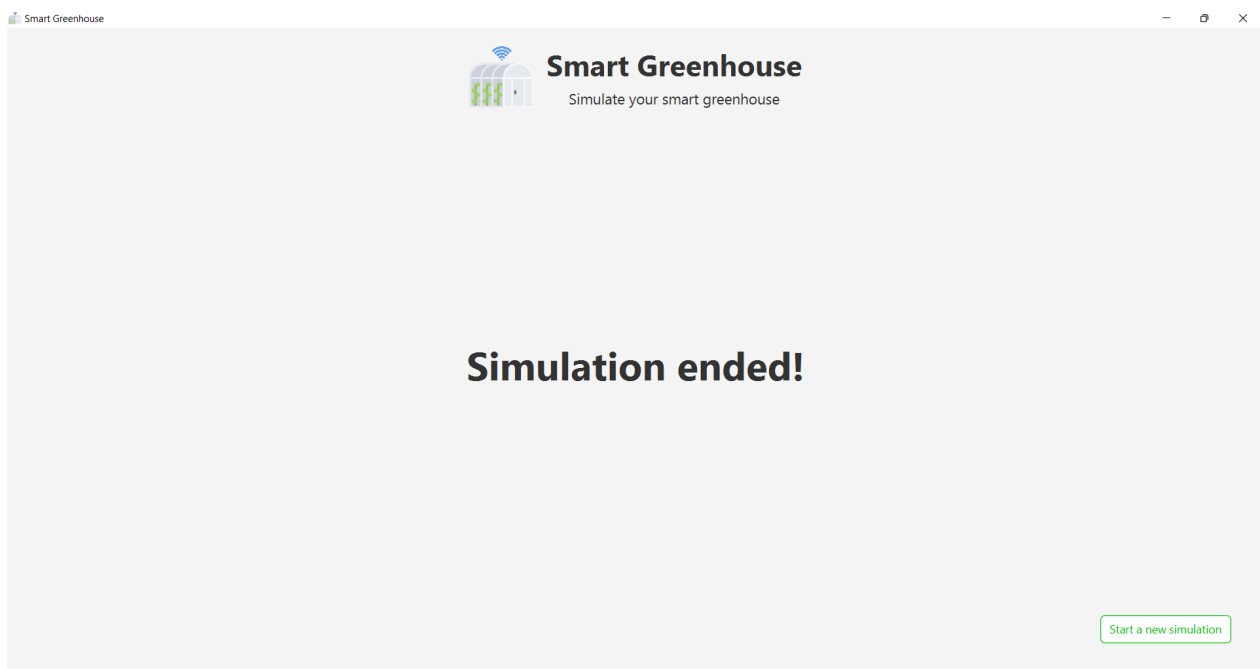 Smart Greenhouse
Smart Greenhouse
Simulate your smart greenhouse
Simulation ended!
Start a new simulation